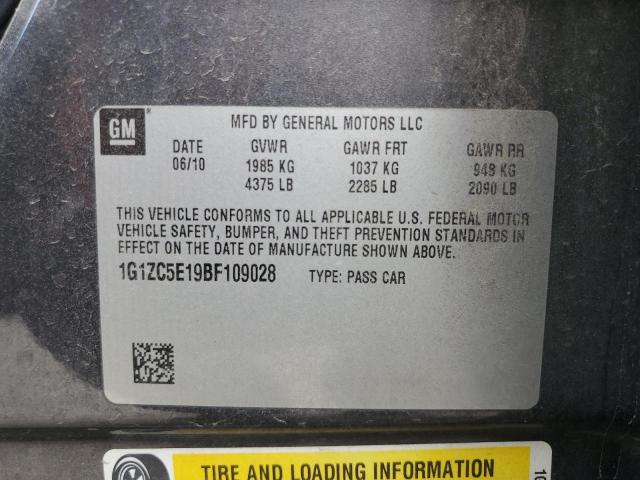 GM
MFD BY GENERAL MOTORS LLC
DATE GVWR GAWR FRT GAWR RR
06/10 1985 KG 1037 KG 948 KG
4375 LB 2285 LB 2090 LB
THIS VEHICLE CONFORMS TO ALL APPLICABLE U.S. FEDERAL MOTOR
VEHICLE SAFETY, BUMPER, AND THEFT PREVENTION STANDARDS IN
EFFECT ON THE DATE OF MANUFACTURE SHOWN ABOVE.
1G1ZC5E19BF109028 TYPE: PASS CAR
TIRE AND LOADING INFORMATION